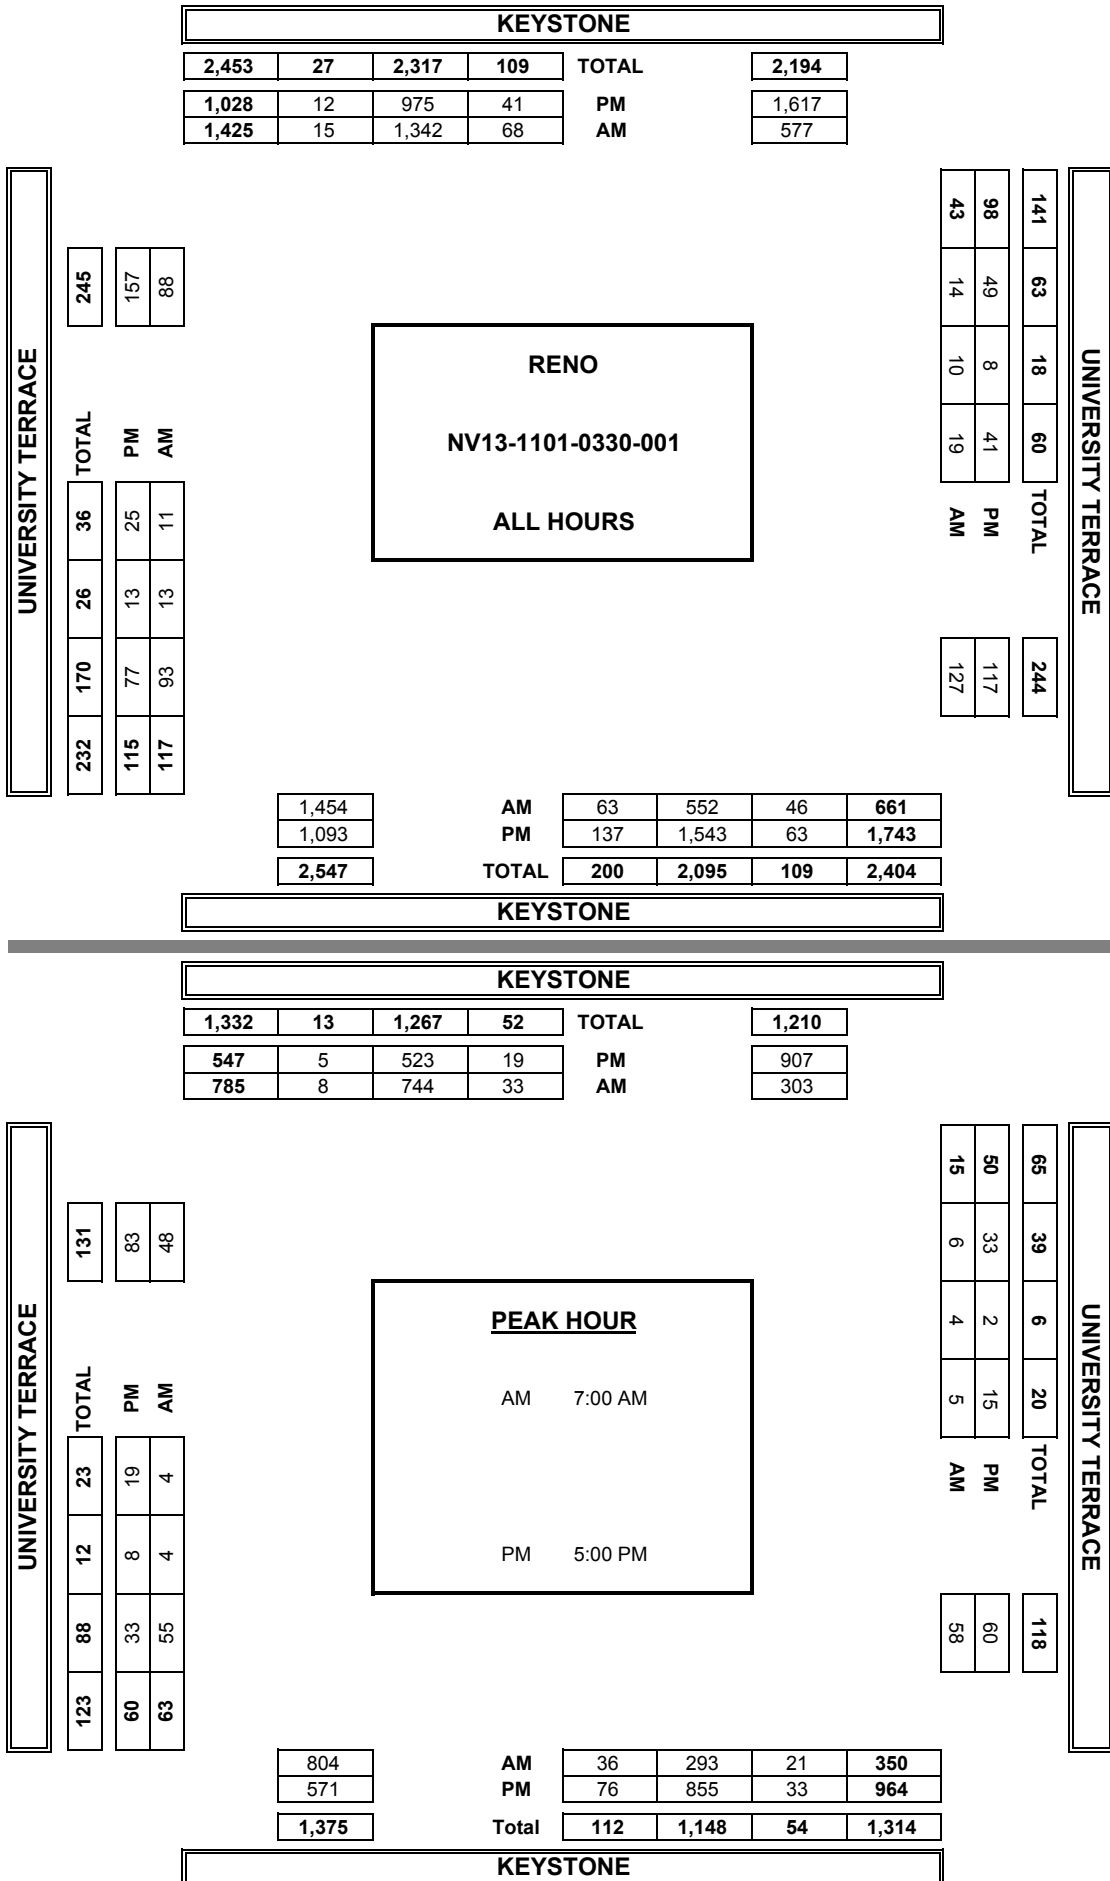 KEYSTONE
2,453 27 2,317 109 TOTAL 2,194
1,028 12 975 41 PM 1,617
1,425 15 1,342 68 AM 577
UNIVERSITY TERRACE
245
157
88
TOTAL
PM
AM
36 26 170 232
25 13 77 115
11 13 93 117
RENO
NV13-1101-0330-001
ALL HOURS
141 63 18 60 TOTAL 244
98 49 8 41 PM 117
43 14 10 19 AM 127
UNIVERSITY TERRACE
1,454 AM 63 552 46 661
1,093 PM 137 1,543 63 1,743
2,547 TOTAL 200 2,095 109 2,404
KEYSTONE
KEYSTONE
1,332 13 1,267 52 TOTAL 1,210
547 5 523 19 PM 907
785 8 744 33 AM 303
UNIVERSITY TERRACE
131
83
48
TOTAL
PM
AM
23 12 88 123
19 8 33 60
4 4 55 63
PEAK HOUR
AM 7:00 AM
PM 5:00 PM
65 39 6 20 TOTAL 118
50 33 2 15 PM 60
15 6 4 5 AM 58
UNIVERSITY TERRACE
804 AM 36 293 21 350
571 PM 76 855 33 964
1,375 Total 112 1,148 54 1,314
KEYSTONE